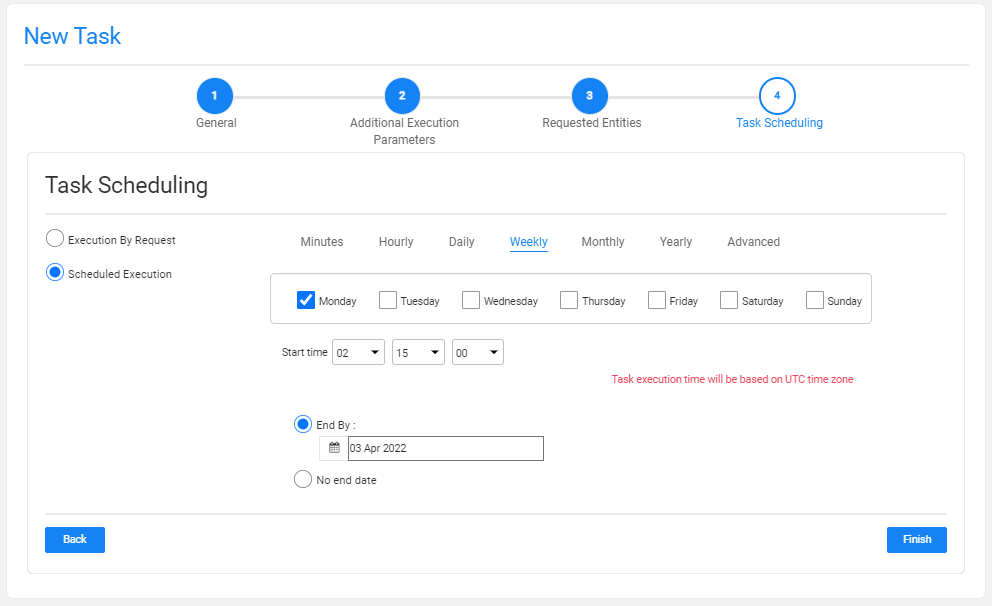 New Task
1 2 3 4
General Additional Execution Requested Entities Task Scheduling
Parameters
Task Scheduling
Execution By Request Minutes Hourly Daily Weekly Monthly Yearly Advanced
Scheduled Execution
Monday Tuesday Wednesday Thursday Friday Saturday Sunday
Start time 02 15 00
Task execution time will be based on UTC time zone
End By :
03 Apr 2022
No end date
Back Finish